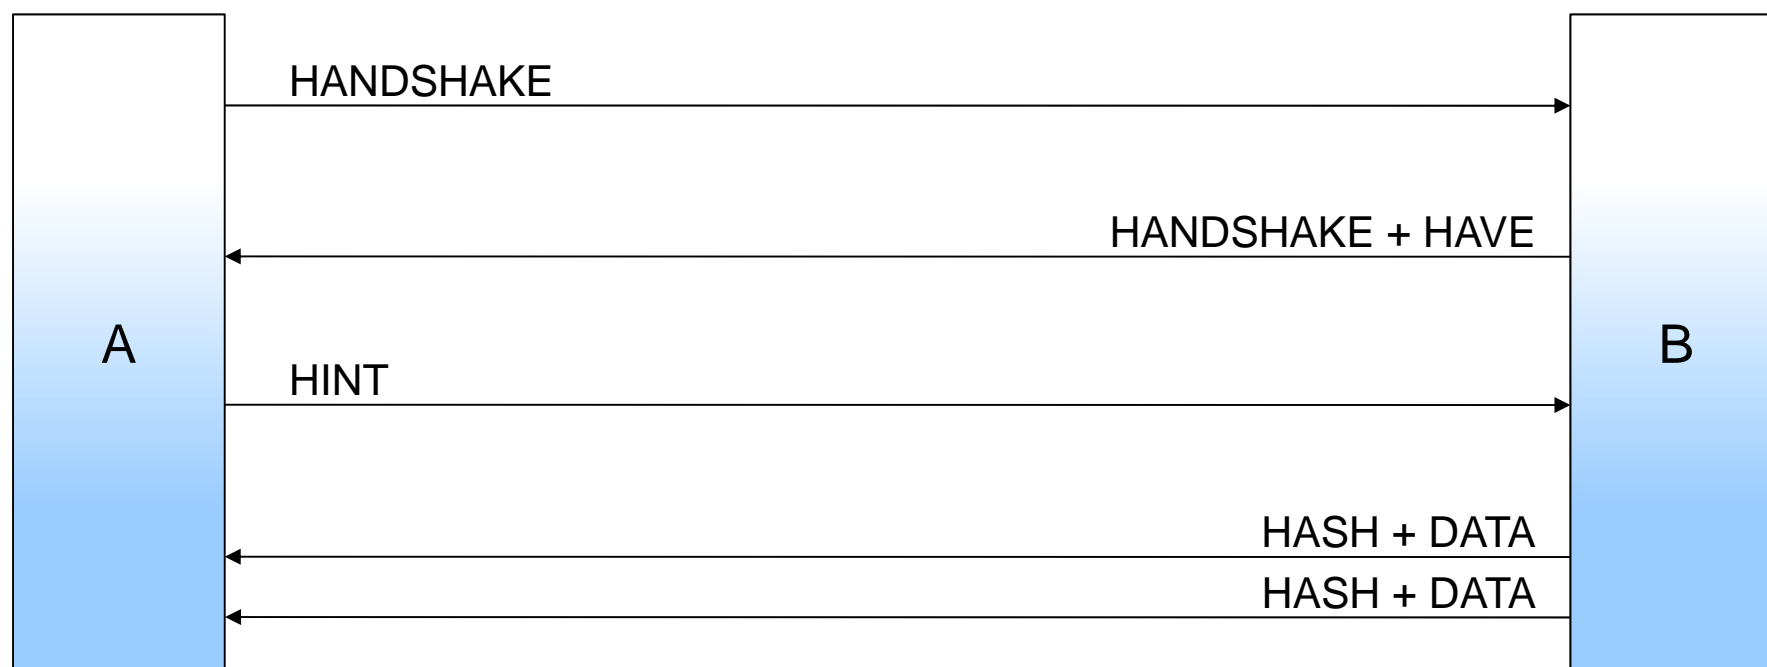 HANDSHAKE
HANDSHAKE + HAVE
A
B
HINT
HASH + DATA
HASH + DATA